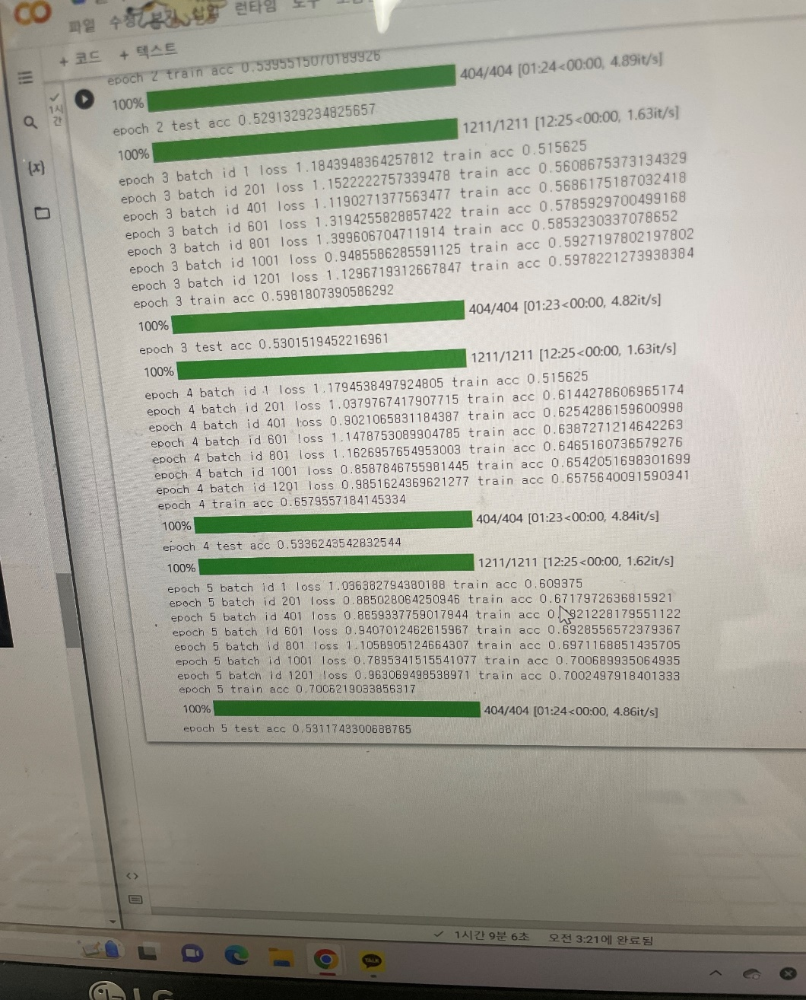 파일 수정 보기 삽입 런타임 도구
+ 코드 + 텍스트
1시간
epoch 2 train acc 0.5395515070189926
100% 404/404 [01:24<00:00, 4.89it/s]
epoch 2 test acc 0.5291329234825657
100% 1211/1211 [12:25<00:00, 1.63it/s]
epoch 3 batch id 1 loss 1.1843948364257812 train acc 0.515625
epoch 3 batch id 201 loss 1.1522222757339478 train acc 0.5608675373134329
epoch 3 batch id 401 loss 1.1190271377563477 train acc 0.5686175187032418
epoch 3 batch id 601 loss 1.3194255828857422 train acc 0.5785929700499168
epoch 3 batch id 801 loss 1.399606704711914 train acc 0.5853230337078652
epoch 3 batch id 1001 loss 0.9485586285591125 train acc 0.5927197802197802
epoch 3 batch id 1201 loss 1.1296719312667847 train acc 0.5978221273938384
epoch 3 train acc 0.5981807390586292
100% 404/404 [01:23<00:00, 4.82it/s]
epoch 3 test acc 0.5301519452216961
100% 1211/1211 [12:25<00:00, 1.63it/s]
epoch 4 batch id 1 loss 1.1794538497924805 train acc 0.515625
epoch 4 batch id 201 loss 1.0379767417907715 train acc 0.6144278606965174
epoch 4 batch id 401 loss 0.9021065831184387 train acc 0.6254286159600998
epoch 4 batch id 601 loss 1.1478753089904785 train acc 0.6387271214642263
epoch 4 batch id 801 loss 1.1626957654953003 train acc 0.6465160736579276
epoch 4 batch id 1001 loss 0.8587846755981445 train acc 0.6542051698301699
epoch 4 batch id 1201 loss 0.9851624369621277 train acc 0.6575640091590341
epoch 4 train acc 0.6579557184145334
100% 404/404 [01:23<00:00, 4.84it/s]
epoch 4 test acc 0.5336243542832544
100% 1211/1211 [12:25<00:00, 1.62it/s]
epoch 5 batch id 1 loss 1.036382794380188 train acc 0.609375
epoch 5 batch id 201 loss 0.885028064250946 train acc 0.6717972636815921
epoch 5 batch id 401 loss 0.8659337759017944 train acc
epoch 5 batch id 601 loss 0.9407012462615967 train acc 0.6928556572379367
epoch 5 batch id 801 loss 1.1058905124664307 train acc 0.6971168851435705
epoch 5 batch id 1001 loss 0.7895341515541077 train acc 0.700689935064935
epoch 5 batch id 1201 loss 0.963069498538971 train acc 0.7002497918401333
epoch 5 train acc 0.7006219033856317
100% 404/404 [01:24<00:00, 4.86it/s]
epoch 5 test acc 0.5311743300688765
1시간 9분 6초 오전 3:21에 완료됨
TALK
LG